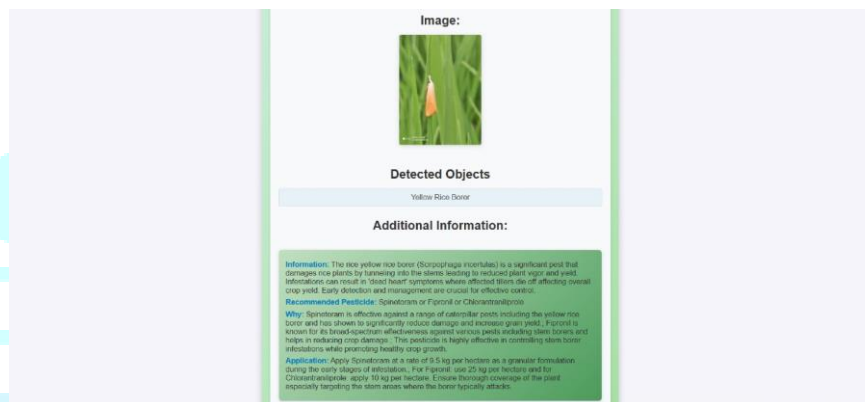 Image:
Detected Objects
Yellow Rice Borer
Additional Information:
Information: The rice yellow rice borer (Scirpophaga incertulas) is a significant pest that
damages rice plants by tunneling into the stems leading to reduced plant vigor and yield.
Infestations can result in 'dead heart' symptoms where affected tillers die off affecting overall
crop yield. Early detection and management are crucial for effective control.
Recommended Pesticide: Spinetoram or Fipronil or Chlorantraniliprole
Why: Spinetoram is effective against a range of caterpillar pests including the yellow rice
borer and has shown to significantly reduce damage and increase grain yield.; Fipronil is
known for its broad-spectrum effectiveness against various pests including stem borers and
helps in reducing crop damage.; This pesticide is highly effective in controlling stem borer
infestations while promoting healthy crop growth.
Application: Apply Spinetoram at a rate of 9.5 kg per hectare as a granular formulation
during the early stages of infestation.; For Fipronil, use 25 kg per hectare and for
Chlorantraniliprole apply 10 kg per hectare. Ensure thorough coverage of the plant
especially targeting the stem areas where the borer typically attacks.